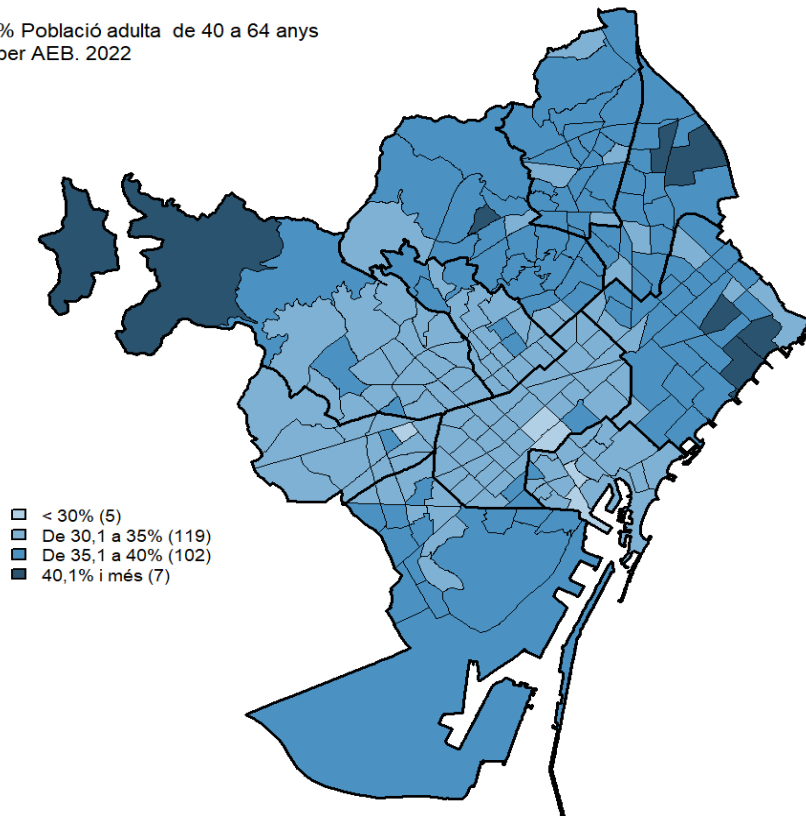 % Població adulta de 40 a 64 anys
per AEB. 2022
< 30% (5)
De 30,1 a 35% (119)
De 35,1 a 40% (102)
40,1% i més (7)